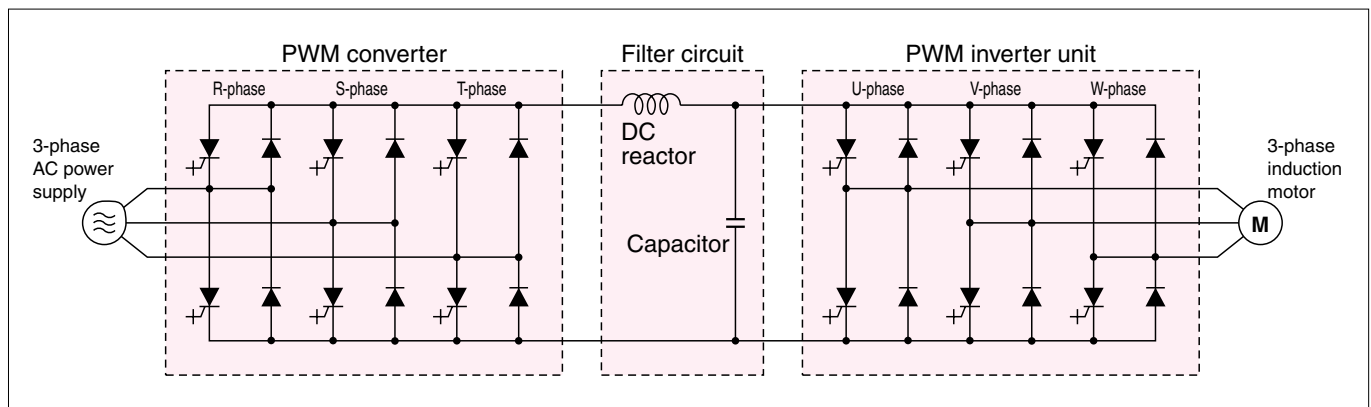 PWM converter
Filter circuit
PWM inverter unit
R-phase
S-phase
T-phase
U-phase
V-phase
W-phase
3-phase
AC power
supply
DC
reactor
Capacitor
3-phase
induction
motor
M